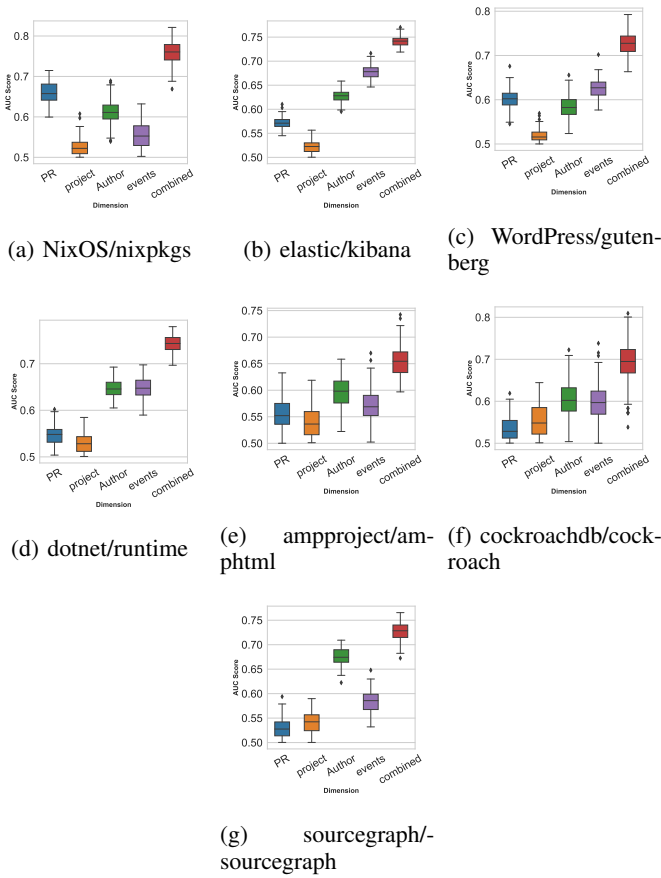 0.8
0.7
0.6
0.5
AUC Score
PR
project
Author
events
combined
Dimension
(a) NixOS/nixpkgs
0.75
0.70
0.65
0.60
0.55
0.50
AUC Score
PR
project
Author
events
combined
Dimension
(b) elastic/kibana
0.8
0.7
0.6
0.5
AUC Score
PR
project
Author
events
combined
Dimension
(c) WordPress/guten-
berg
0.7
0.6
0.5
AUC Score
PR
project
Author
events
combined
Dimension
(d) dotnet/runtime
0.75
0.70
0.65
0.60
0.55
0.50
AUC Score
PR
project
Author
events
combined
Dimension
(e) ampproject/am-
phtml
0.8
0.7
0.6
0.5
AUC Score
PR
project
Author
events
combined
Dimension
(f) cockroachdb/cock-
roach
0.75
0.70
0.65
0.60
0.55
0.50
AUC Score
PR
project
Author
events
combined
Dimension
(g) sourcegraph/-
sourcegraph